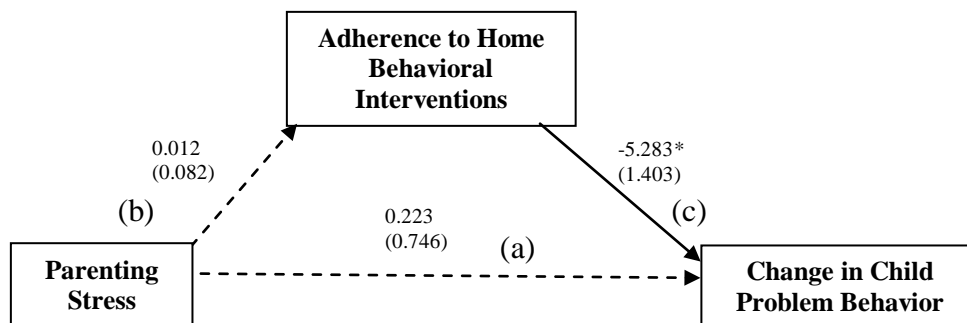 Adherence to Home
Behavioral
Interventions
0.012
(0.082)
-5.283*
(1.403)
(b)
0.223
(0.746)
(c)
(a)
Parenting
Stress
Change in Child
Problem Behavior